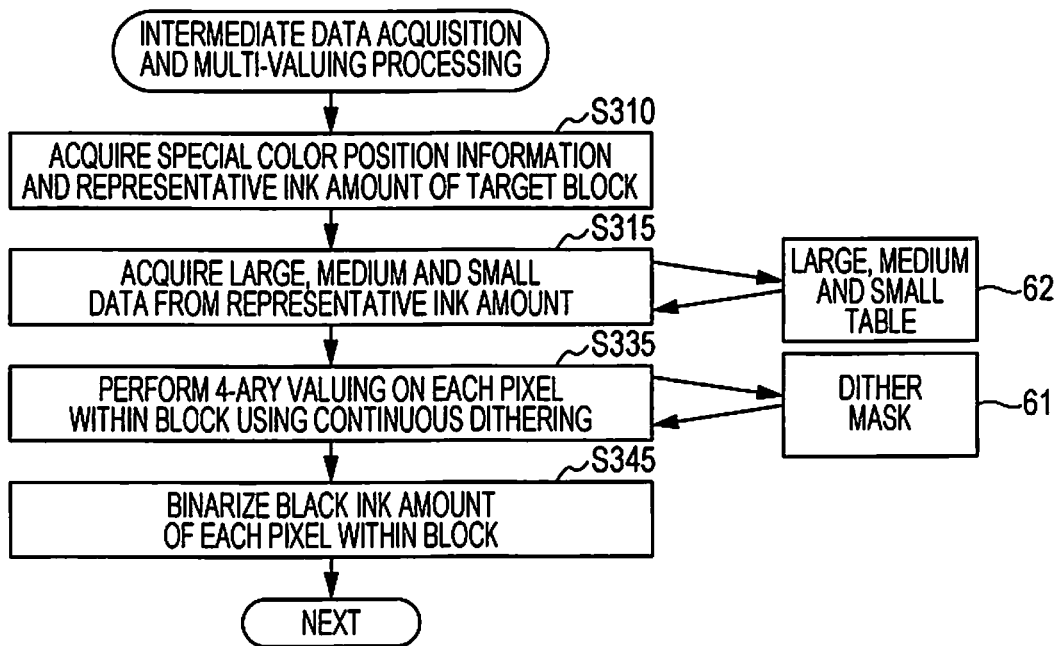 INTERMEDIATE DATA ACQUISITION
AND MULTI-VALUING PROCESSING
S310
ACQUIRE SPECIAL COLOR POSITION INFORMATION
AND REPRESENTATIVE INK AMOUNT OF TARGET BLOCK
S315
ACQUIRE LARGE, MEDIUM AND SMALL
DATA FROM REPRESENTATIVE INK AMOUNT
LARGE, MEDIUM
AND SMALL
TABLE
62
S335
PERFORM 4-ARY VALUING ON EACH PIXEL
WITHIN BLOCK USING CONTINUOUS DITHERING
DITHER
MASK
61
S345
BINARIZE BLACK INK AMOUNT
OF EACH PIXEL WITHIN BLOCK
NEXT